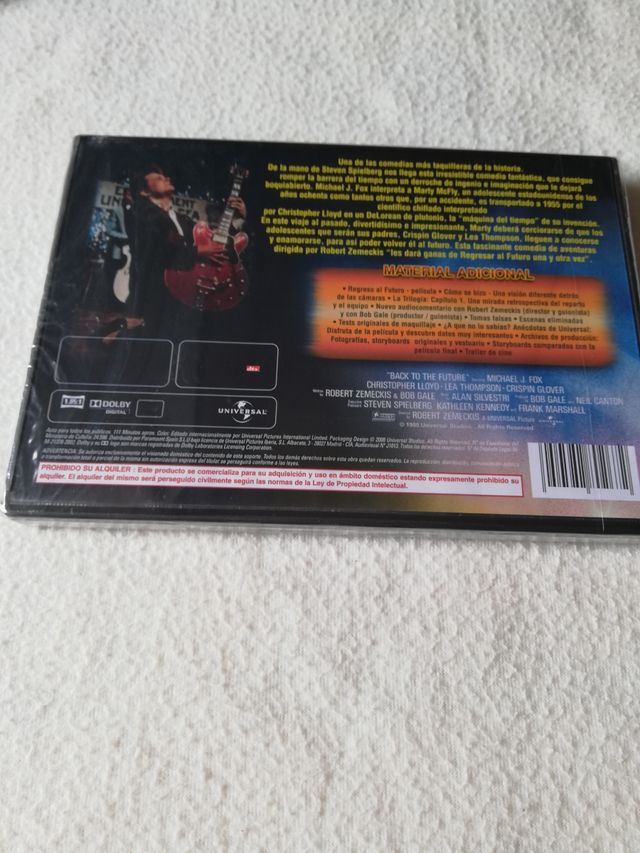 Una de las comedias más taquilleras de la historia.
De la mano de Steven Spielberg nos llega esta irresistible comedia fantástica, que consigue
romper la barrera del tiempo con un derroche de ingenio e imaginación que le dejará
boquiabierto. Michael J. Fox interpreta a Marty McFly, un adolescente estadounidense de los
años ochenta como tantos otros que, por un accidente, es transportado a 1955 por el
científico chiflado interpretado
por Christopher Lloyd en un DeLorean de plutonio, la "máquina del tiempo" de su invención.
En este viaje al pasado, divertidísimo e impresionante, Marty deberá cerciorarse de que los
adolescentes que serán sus padres, Crispin Glover y Lea Thompson, lleguen a conocerse
y enamorarse, para así poder volver al futuro. Esta fascinante comedia de aventuras
dirigida por Robert Zemeckis "les dará ganas de Regresar al Futuro una y otra vez".
MATERIAL ADICIONAL
• Regreso al Futuro - película • Cómo se hizo - Una visión diferente detrás
de las cámaras • La Trilogía: Capítulo 1. Una mirada retrospectiva del reparto
y el equipo • Nuevo audiocomentario con Robert Zemeckis (director y guionista)
y con Bob Gale (productor / guionista) • Tomas falsas • Escenas eliminadas
• Tests originales de maquillaje • ¿A que no lo sabías? Anécdotas de Universal:
Disfruta de la película y descubre datos muy interesantes • Archivos de producción:
Fotografías, storyboards originales y vestuario • Storyboards comparados con la
película final • Trailer de cine
dts
"BACK TO THE FUTURE" MICHAEL J. FOX
CHRISTOPHER LLOYD · LEA THOMPSON · CRISPIN GLOVER
ROBERT ZEMECKIS & BOB GALE ALAN SILVESTRI BOB GALE NEIL CANTON
STEVEN SPIELBERG KATHLEEN KENNEDY FRANK MARSHALL
ROBERT ZEMECKIS A UNIVERSAL Picture
© 1985 Universal Studios.
1.85:1
DOLBY
DIGITAL
UNIVERSAL
PROHIBIDO SU ALQUILER : Este producto se comercializa para su adquisición y uso en ámbito doméstico estando expresamente prohibido su
alquiler. El alquiler del mismo será perseguido civilmente según las normas de la Ley de Propiedad Intelectual.